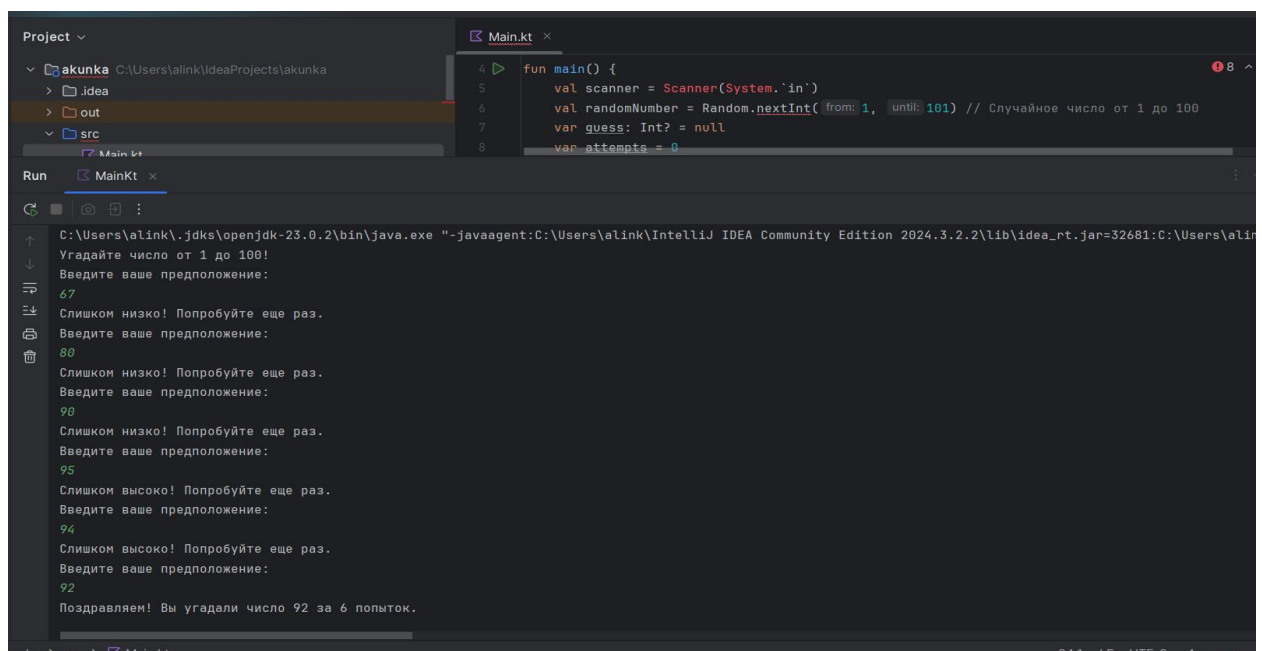 Project
Main.kt
akunka C:\Users\alink\IdeaProjects\akunka
.idea
out
src
Main.kt
4 fun main() {
5 val scanner = Scanner(System.`in`)
6 val randomNumber = Random.nextInt( from: 1, until: 101) // Случайное число от 1 до 100
7 var guess: Int? = null
8 var attempts = 0
8
Run MainKt
C:\Users\alink\.jdks\openjdk-23.0.2\bin\java.exe "-javaagent:C:\Users\alink\IntelliJ IDEA Community Edition 2024.3.2.2\lib\idea_rt.jar=32681:C:\Users\alin
Угадайте число от 1 до 100!
Введите ваше предположение:
67
Слишком низко! Попробуйте еще раз.
Введите ваше предположение:
80
Слишком низко! Попробуйте еще раз.
Введите ваше предположение:
90
Слишком низко! Попробуйте еще раз.
Введите ваше предположение:
95
Слишком высоко! Попробуйте еще раз.
Введите ваше предположение:
94
Слишком высоко! Попробуйте еще раз.
Введите ваше предположение:
92
Поздравляем! Вы угадали число 92 за 6 попыток.